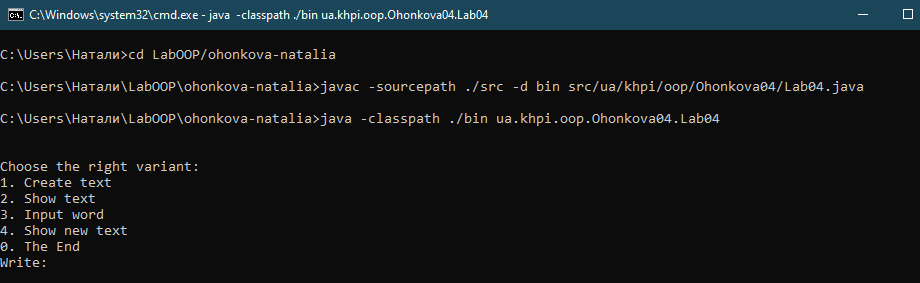 C:\Windows\system32\cmd.exe - java -classpath ./bin ua.khpi.oop.Ohonkova04.Lab04
C:\Users\Натали>cd LabOOP/ohonkova-natalia
C:\Users\Натали\LabOOP\ohonkova-natalia>javac -sourcepath ./src -d bin src/ua/khpi/oop/Ohonkova04/Lab04.java
C:\Users\Натали\LabOOP\ohonkova-natalia>java -classpath ./bin ua.khpi.oop.Ohonkova04.Lab04
Choose the right variant:
1. Create text
2. Show text
3. Input word
4. Show new text
0. The End
Write: